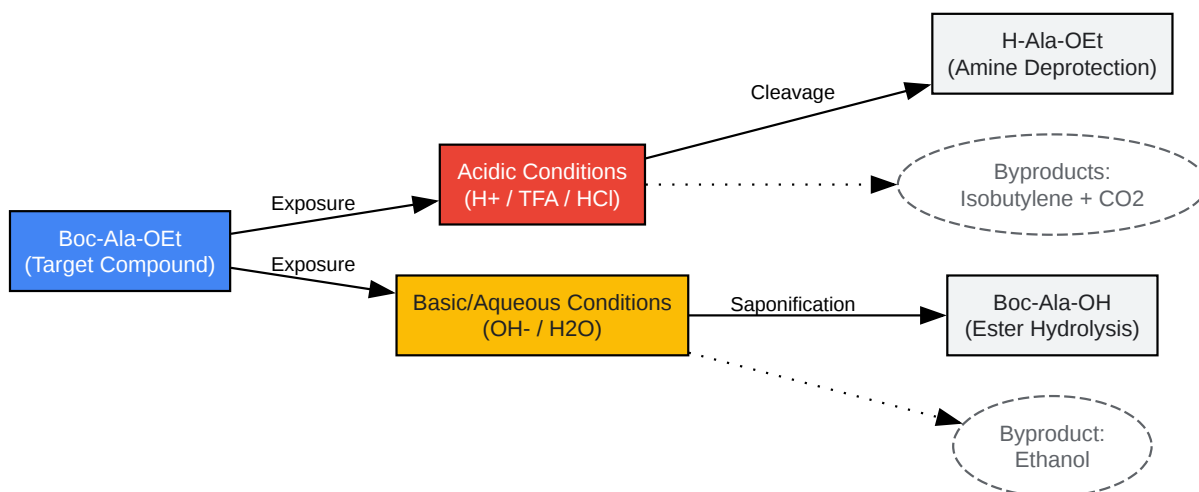 Boc-Ala-OEt
(Target Compound)
Exposure
Exposure
Acidic Conditions
(H+ / TFA / HCl)
Basic/Aqueous Conditions
(OH- / H2O)
Cleavage
Saponification
H-Ala-OEt
(Amine Deprotection)
Byproducts:
Isobutylene + CO2
Boc-Ala-OH
(Ester Hydrolysis)
Byproduct:
Ethanol